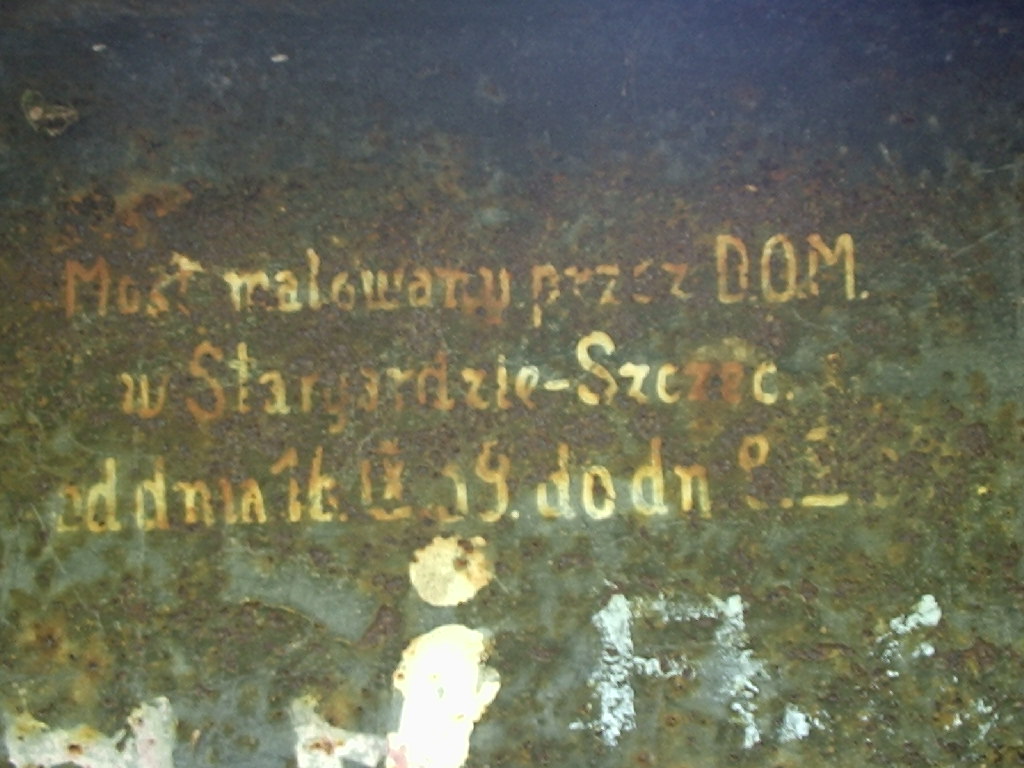 Most malowany przez D.O.M.
w Stargardzie-Szczec.
od dnia 16. IX 59. do dn